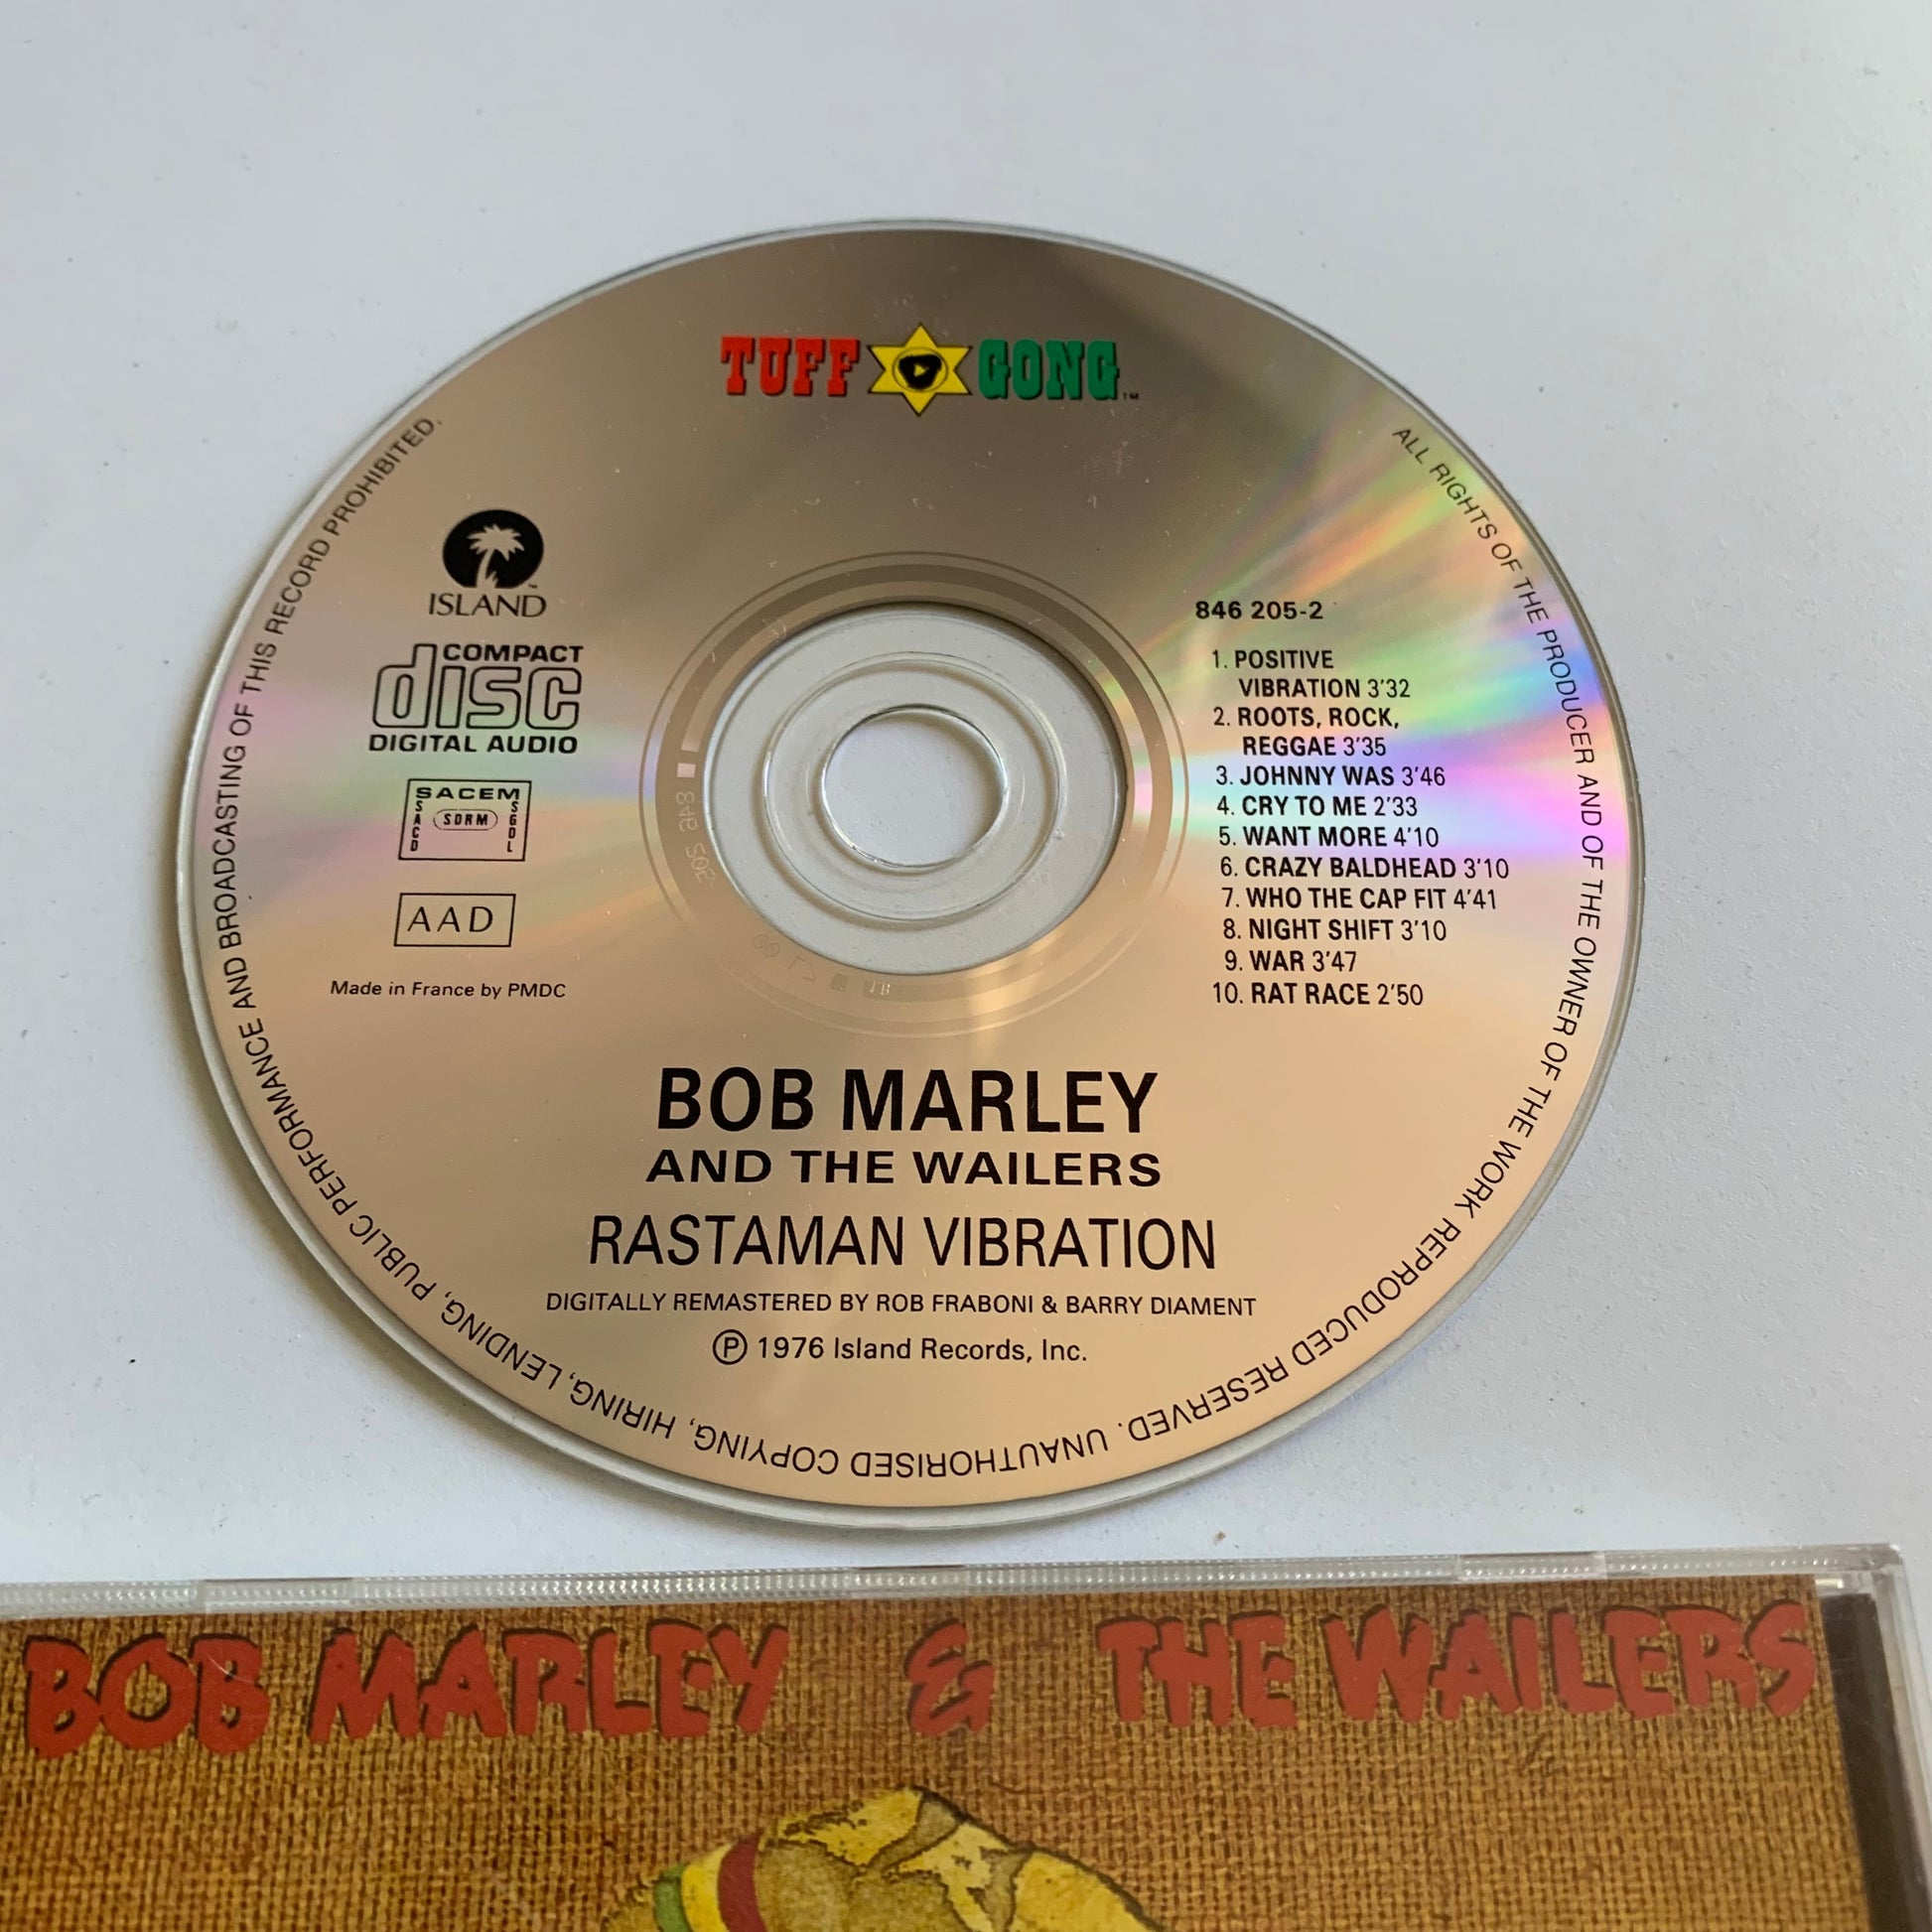 TUFF GONG™
ISLAND™
COMPACT
disc
DIGITAL AUDIO
SACEM
SACD
SDRM
SGDL
AAD
Made in France by PMDC
846 205-2
1. POSITIVE
VIBRATION 3'32
2. ROOTS, ROCK,
REGGAE 3'35
3. JOHNNY WAS 3'46
4. CRY TO ME 2'33
5. WANT MORE 4'10
6. CRAZY BALDHEAD 3'10
7. WHO THE CAP FIT 4'41
8. NIGHT SHIFT 3'10
9. WAR 3'47
10. RAT RACE 2'50
BOB MARLEY
AND THE WAILERS
RASTAMAN VIBRATION
DIGITALLY REMASTERED BY ROB FRABONI & BARRY DIAMENT
Ⓟ 1976 Island Records, Inc.
ALL RIGHTS OF THE PRODUCER AND OF THE OWNER OF THE WORK REPRODUCED RESERVED. UNAUTHORISED COPYING, HIRING, LENDING, PUBLIC PERFORMANCE AND BROADCASTING OF THIS RECORD PROHIBITED.
BOB MARLEY & THE WAILERS